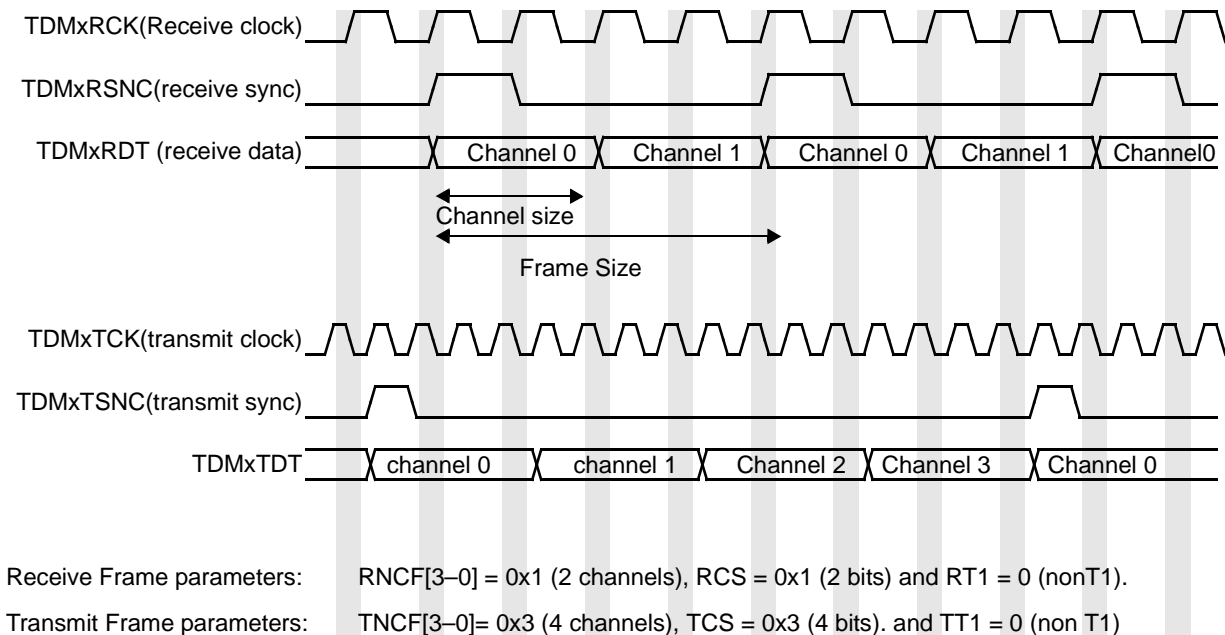 TDMxRCK(Receive clock)
TDMxRSNC(receive sync)
TDMxRDT (receive data)
Channel 0 Channel 1 Channel 0 Channel 1 Channel0
Channel size
Frame Size
TDMxTCK(transmit clock)
TDMxTSNC(transmit sync)
TDMxTDT
channel 0 channel 1 Channel 2 Channel 3 Channel 0
Receive Frame parameters: RNCF[3–0] = 0x1 (2 channels), RCS = 0x1 (2 bits) and RT1 = 0 (nonT1).
Transmit Frame parameters: TNCF[3–0]= 0x3 (4 channels), TCS = 0x3 (4 bits). and TT1 = 0 (non T1)